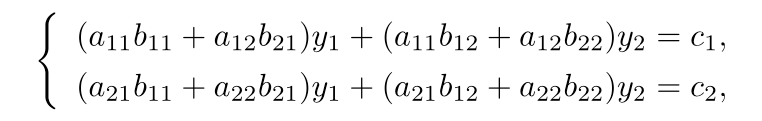 (a₁₁b₁₁ + a₁₂b₂₁)y₁ + (a₁₁b₁₂ + a₁₂b₂₂)y₂ = c₁,
(a₂₁b₁₁ + a₂₂b₂₁)y₁ + (a₂₁b₁₂ + a₂₂b₂₂)y₂ = c₂,